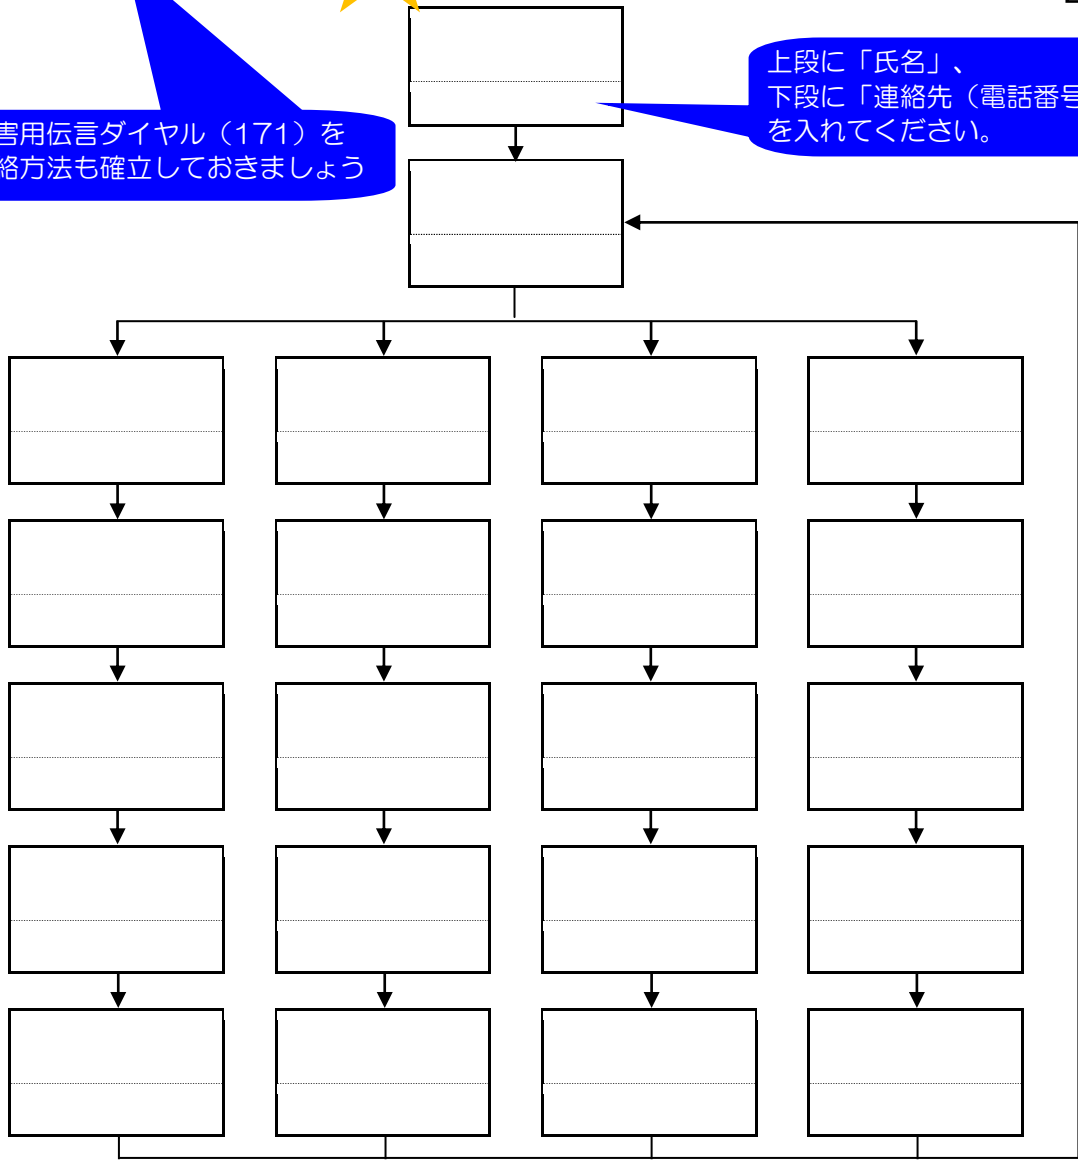 上段に「氏名」、
下段に「連絡先（電話番号
を入れてください。
害用伝言ダイヤル（171）を
絡方法も確立しておきましょう